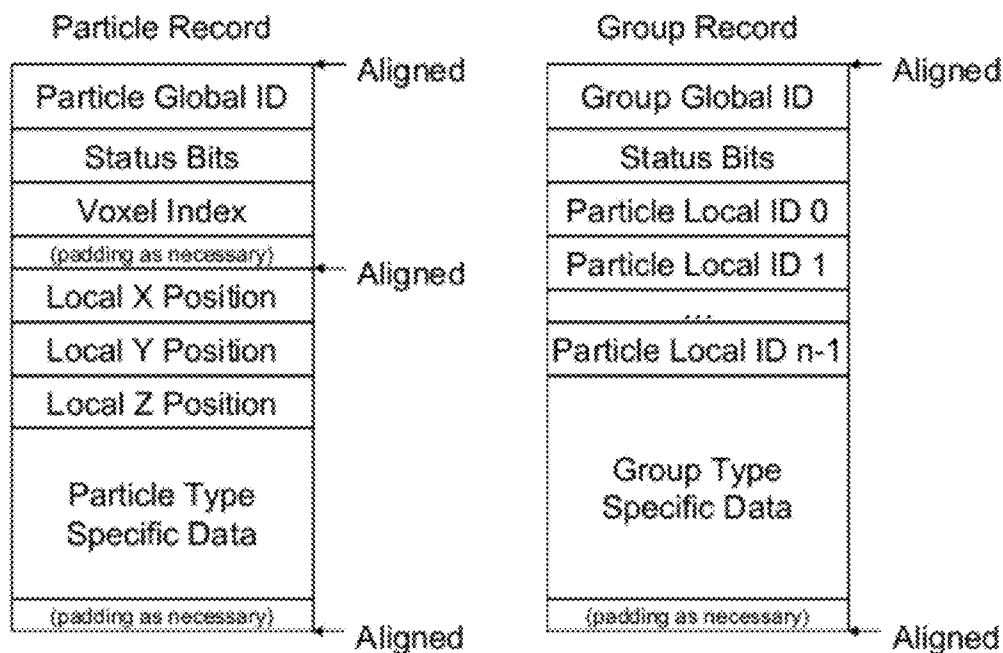 Particle Record
Aligned
Particle Global ID
Status Bits
Voxel Index
(padding as necessary)
Aligned
Local X Position
Local Y Position
Local Z Position
Particle Type
Specific Data
(padding as necessary)
Aligned
Group Record
Aligned
Group Global ID
Status Bits
Particle Local ID 0
Particle Local ID 1
...
Particle Local ID n-1
Group Type
Specific Data
(padding as necessary)
Aligned